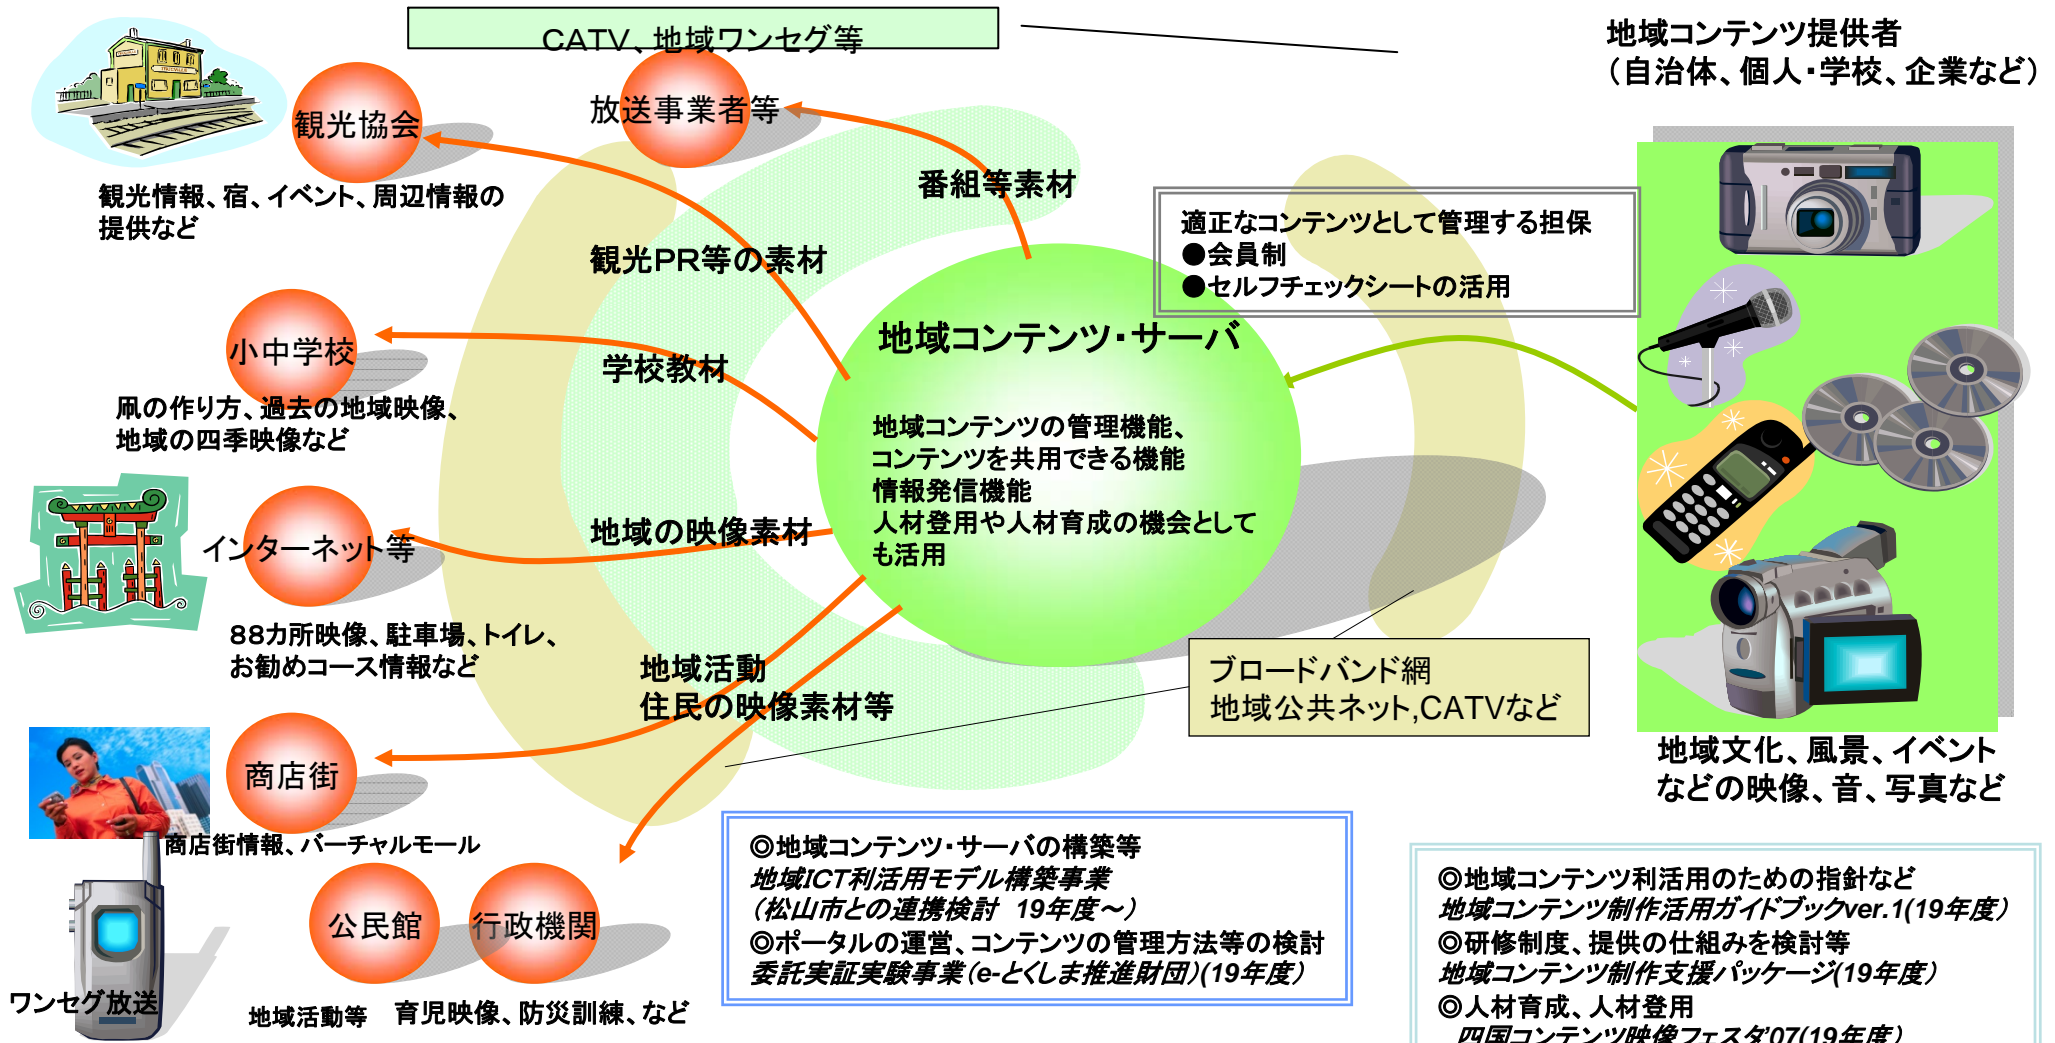 CATV、地域ワンセグ等
地域コンテンツ提供者
（自治体、個人・学校、企業など）
観光協会
放送事業者等
観光情報、宿、イベント、周辺情報の
提供など
番組等素材
観光PR等の素材
適正なコンテンツとして管理する担保
●会員制
●セルフチェックシートの活用
地域コンテンツ・サーバ
小中学校
学校教材
凧の作り方、過去の地域映像、
地域の四季映像など
地域コンテンツの管理機能、
コンテンツを共用できる機能
情報発信機能
人材登用や人材育成の機会として
も活用
インターネット等
地域の映像素材
88カ所映像、駐車場、トイレ、
お勧めコース情報など
地域活動
住民の映像素材等
ブロードバンド網
地域公共ネット,CATVなど
地域文化、風景、イベント
などの映像、音、写真など
商店街
商店街情報、バーチャルモール
公民館
行政機関
ワンセグ放送
地域活動等
育児映像、防災訓練、など
◎地域コンテンツ・サーバの構築等
地域ICT利活用モデル構築事業
（松山市との連携検討　19年度～）
◎ポータルの運営、コンテンツの管理方法等の検討
委託実証実験事業（e-とくしま推進財団）(19年度）
◎地域コンテンツ利活用のための指針など
地域コンテンツ制作活用ガイドブックver.1(19年度）
◎研修制度、提供の仕組みを検討等
地域コンテンツ制作支援パッケージ(19年度）
◎人材育成、人材登用
四国コンテンツ映像フェスタ'07(19年度）